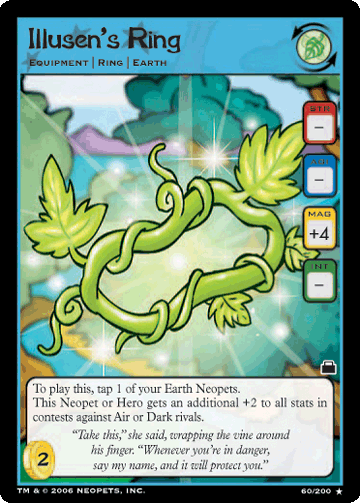 Illusen's Ring
Equipment | Ring | Earth
STR
–
AGI
–
MAG
+4
INT
–
To play this, tap 1 of your Earth Neopets.
This Neopet or Hero gets an additional +2 to all stats in
contests against Air or Dark rivals.
"Take this," she said, wrapping the vine around
his finger. "Whenever you're in danger,
say my name, and it will protect you."
2
TM & © 2006 NEOPETS, INC.
60/200 ★